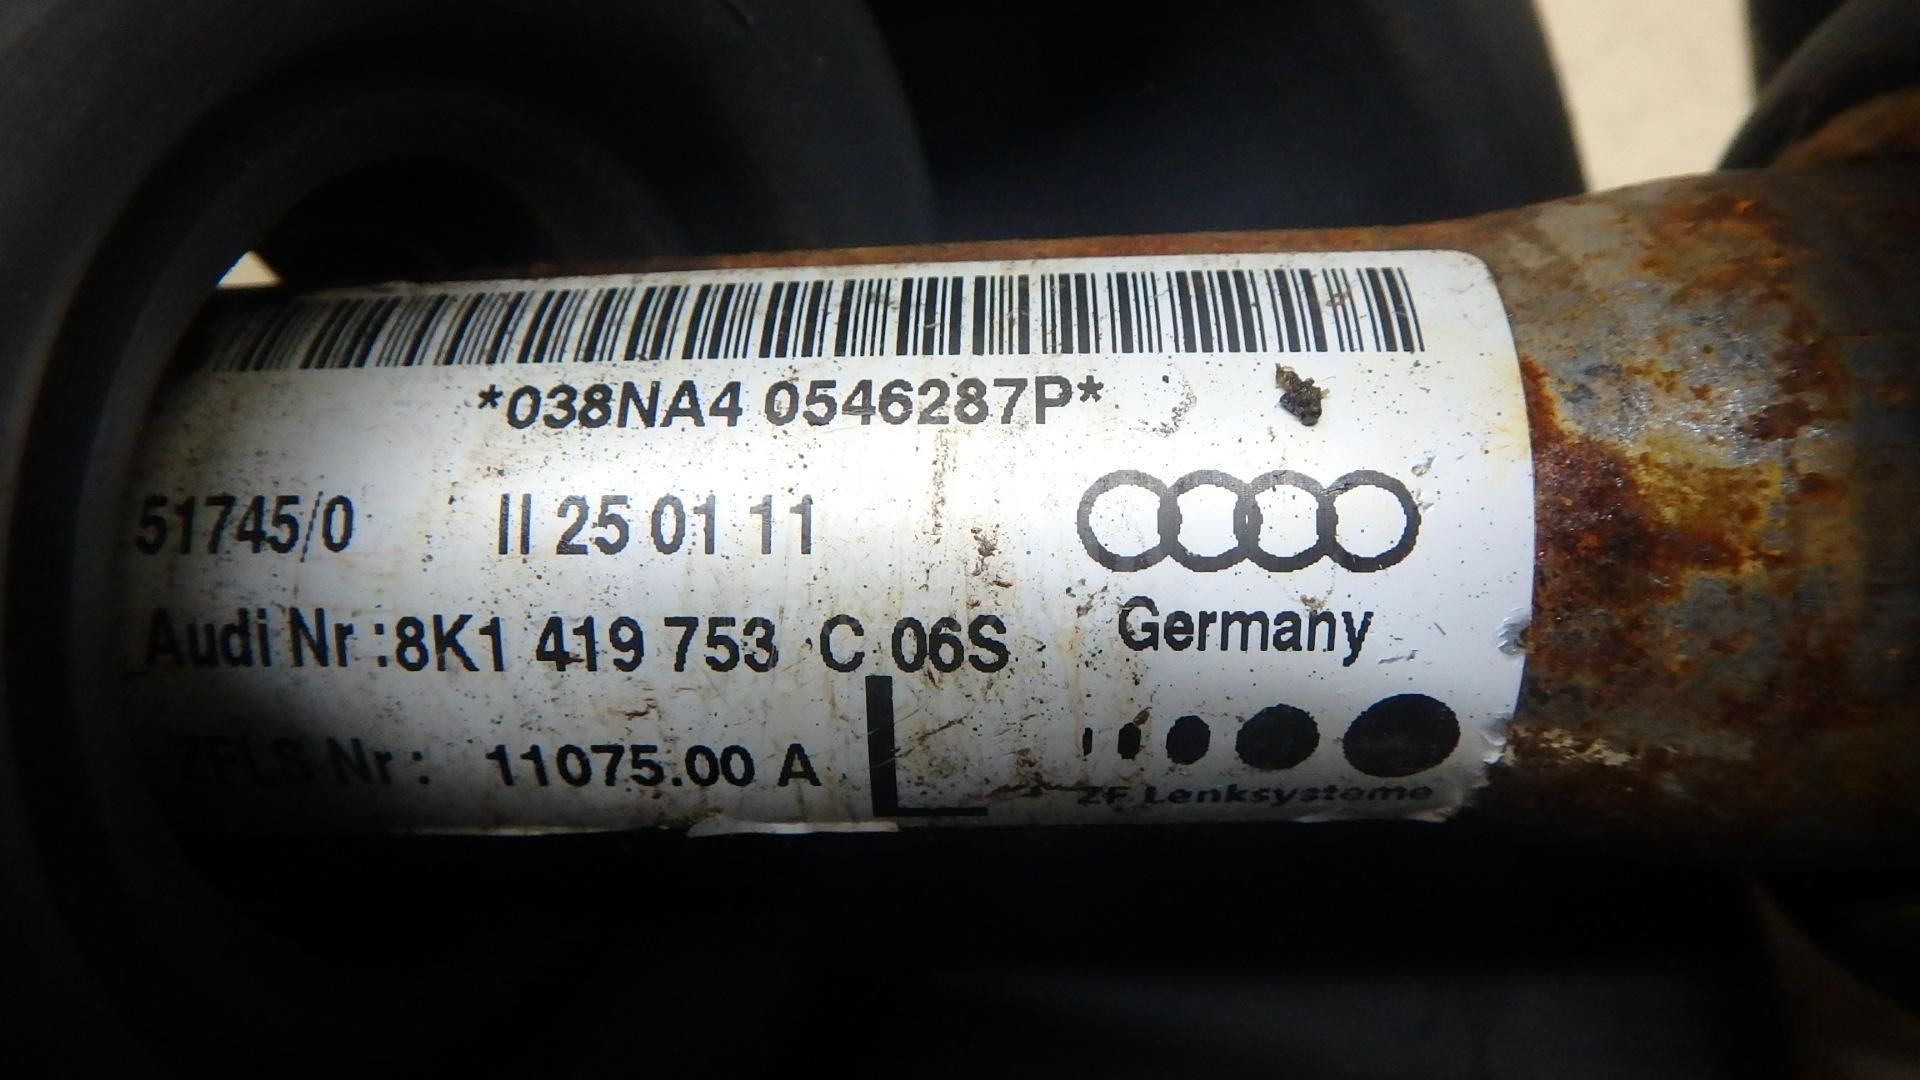 *038NA4 0546287P*
51745/0 II 25 01 11
Audi Nr :8K1 419 753 C 06S
Germany
ZFLS Nr : 11075.00 A L
ZF Lenksysteme